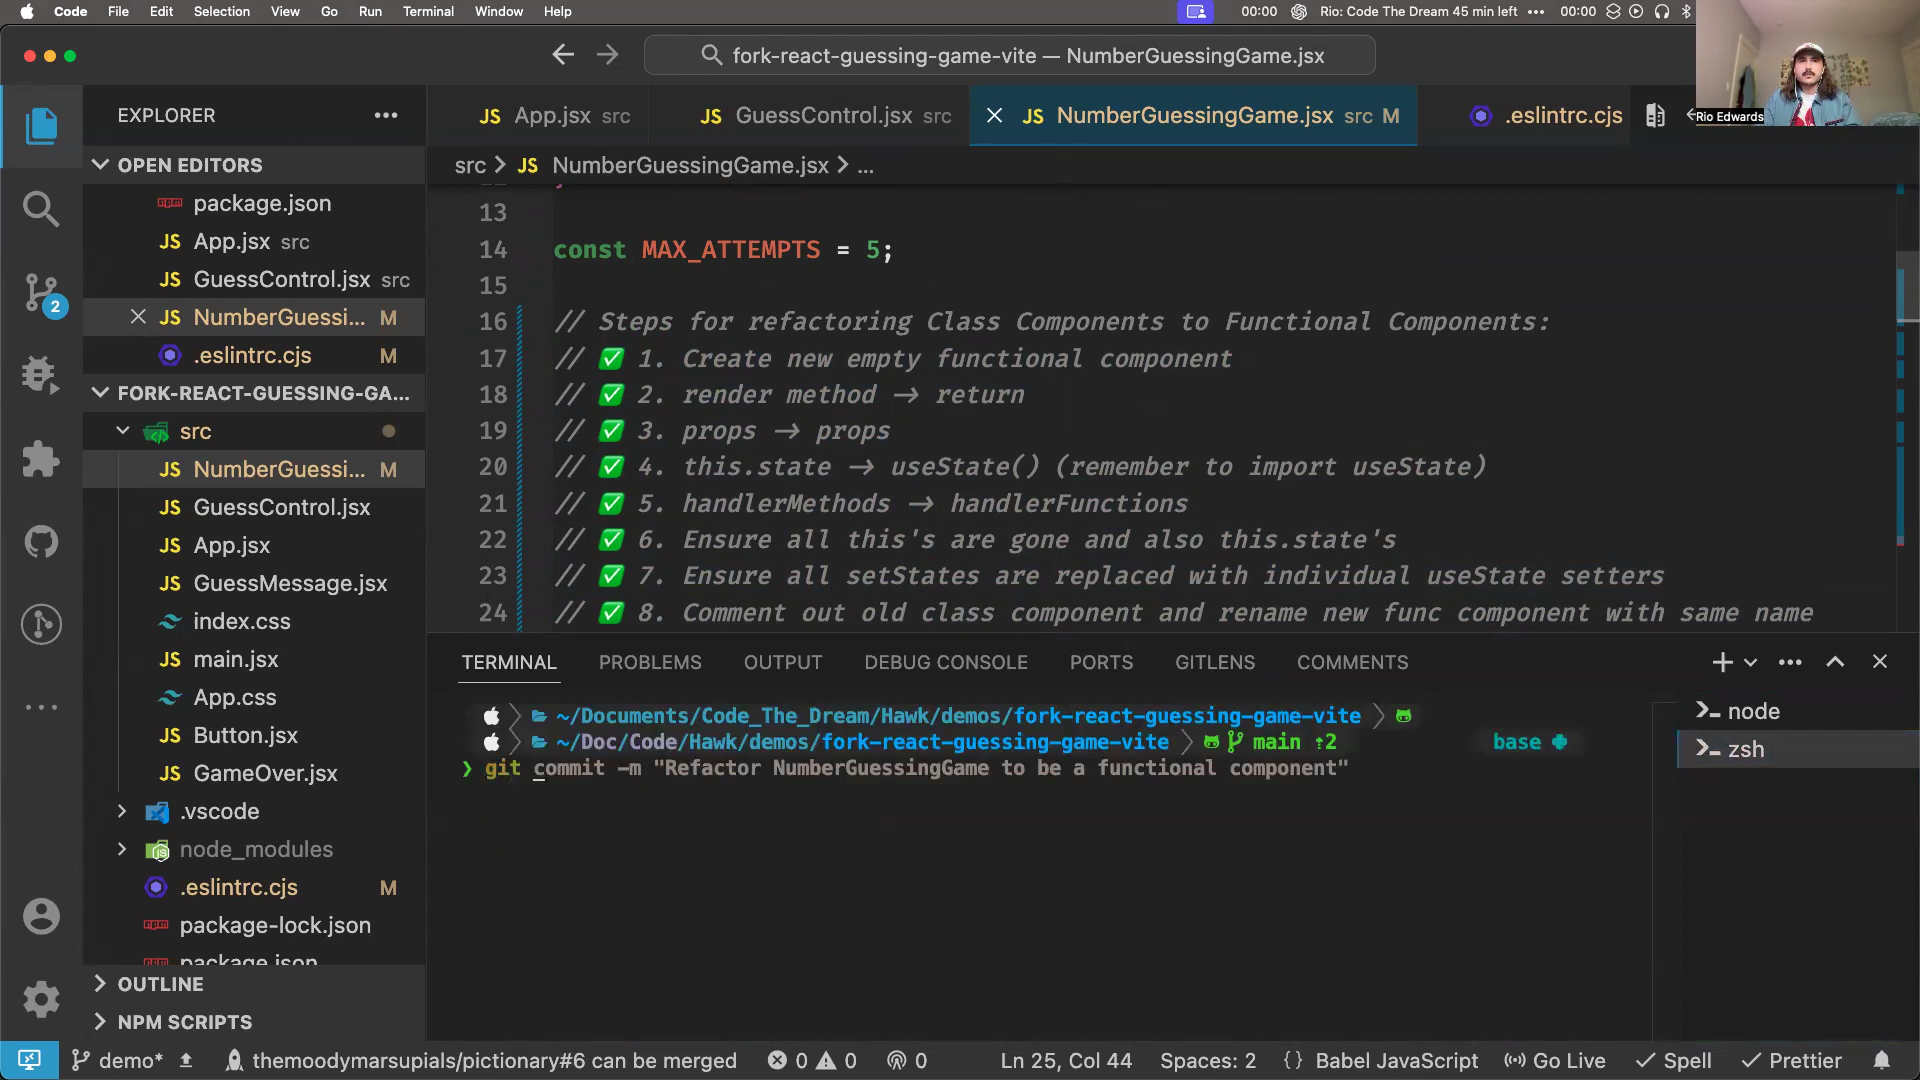 Code File Edit Selection View Go Run Terminal Window Help 00:00 Rio: Code The Dream 45 min left ••• 00:00
fork-react-guessing-game-vite — NumberGuessingGame.jsx
Rio Edwards
EXPLORER
JS App.jsx src
JS GuessControl.jsx src
JS NumberGuessingGame.jsx src M
.eslintrc.cjs
src > JS NumberGuessingGame.jsx > ...
OPEN EDITORS
package.json
JS App.jsx src
JS GuessControl.jsx src
JS NumberGuessi... M
.eslintrc.cjs M
FORK-REACT-GUESSING-GA...
src
JS NumberGuessi... M
JS GuessControl.jsx
JS App.jsx
JS GuessMessage.jsx
index.css
JS main.jsx
App.css
JS Button.jsx
JS GameOver.jsx
.vscode
node_modules
.eslintrc.cjs M
package-lock.json
package.json
OUTLINE
NPM SCRIPTS
2
13
14 const MAX_ATTEMPTS = 5;
15
16 // Steps for refactoring Class Components to Functional Components:
17 // ✅ 1. Create new empty functional component
18 // ✅ 2. render method → return
19 // ✅ 3. props → props
20 // ✅ 4. this.state → useState() (remember to import useState)
21 // ✅ 5. handlerMethods → handlerFunctions
22 // ✅ 6. Ensure all this's are gone and also this.state's
23 // ✅ 7. Ensure all setStates are replaced with individual useState setters
24 // ✅ 8. Comment out old class component and rename new func component with same name
TERMINAL PROBLEMS OUTPUT DEBUG CONSOLE PORTS GITLENS COMMENTS
~/Documents/Code_The_Dream/Hawk/demos/fork-react-guessing-game-vite
~/Doc/Code/Hawk/demos/fork-react-guessing-game-vite main ⇡2 base
❯ git commit -m "Refactor NumberGuessingGame to be a functional component"
node
zsh
demo* themoodymarsupials/pictionary#6 can be merged 0 0 0 Ln 25, Col 44 Spaces: 2 {} Babel JavaScript Go Live Spell Prettier